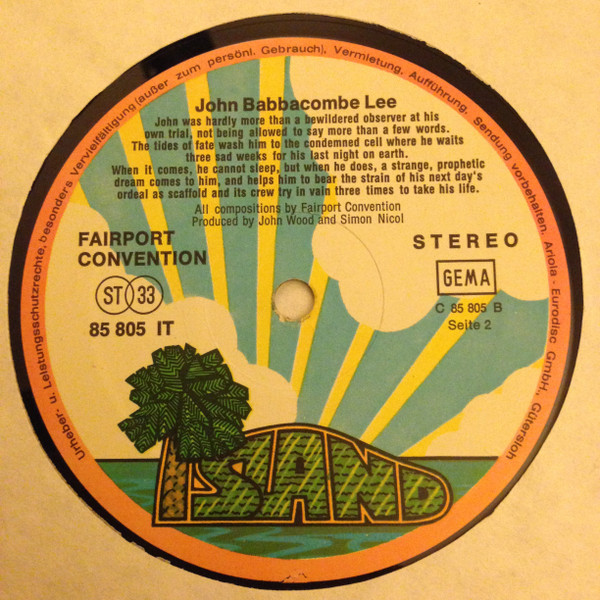 Urheber- u. Leistungsschutzrechte, besonders Vervielfältigung (außer zum persönl. Gebrauch), Vermietung, Aufführung, Sendung vorbehalten. Ariola - Eurodisc GmbH., Gütersloh
John Babbacombe Lee
John was hardly more than a bewildered observer at his
own trial, not being allowed to say more than a few words.
The tides of fate wash him to the condemned cell where he waits
three sad weeks for his last night on earth.
When it comes, he cannot sleep, but when he does, a strange, prophetic
dream comes to him, and helps him to bear the strain of his next day's
ordeal as scaffold and its crew try in vain three times to take his life.
All compositions by Fairport Convention
Produced by John Wood and Simon Nicol
FAIRPORT
CONVENTION
ST 33
85 805 IT
STEREO
GEMA
C 85 805 B
Seite 2
ISLAND